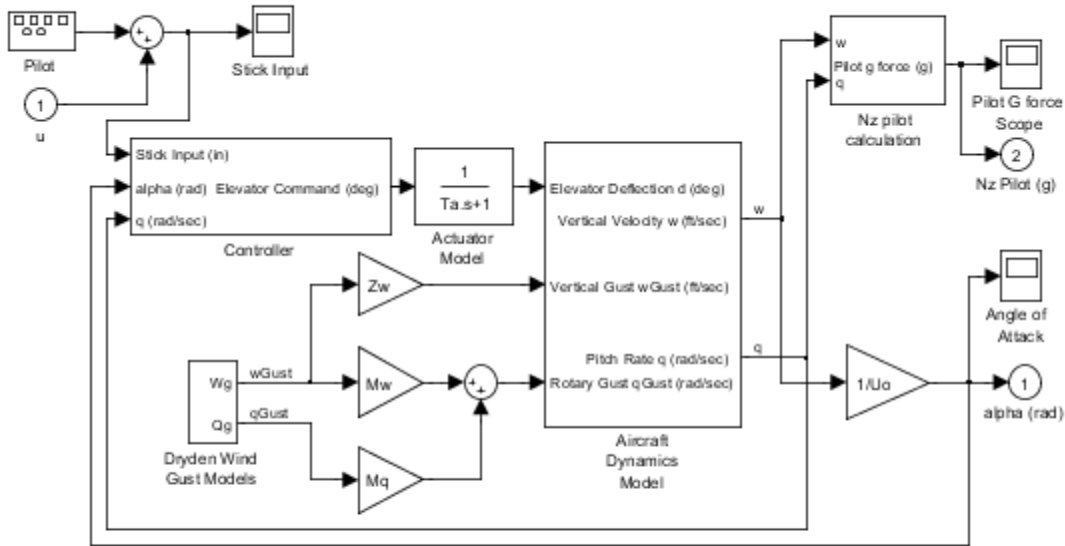 Pilot
Stick Input
1
u
w
Pilot g force (g)
q
Nz pilot
calculation
Pilot G force
Scope
2
Nz Pilot (g)
Stick Input (in)
alpha (rad)
Elevator Command (deg)
q (rad/sec)
Controller
1
Ta.s+1
Actuator
Model
Elevator Deflection d (deg)
Vertical Velocity w (ft/sec)
Vertical Gust wGust (ft/sec)
Pitch Rate q (rad/sec)
Rotary Gust qGust (rad/sec)
Aircraft
Dynamics
Model
w
q
Zw
Mw
Mq
Wg
Qg
wGust
qGust
Dryden Wind
Gust Models
1/Uo
Angle of
Attack
1
alpha (rad)